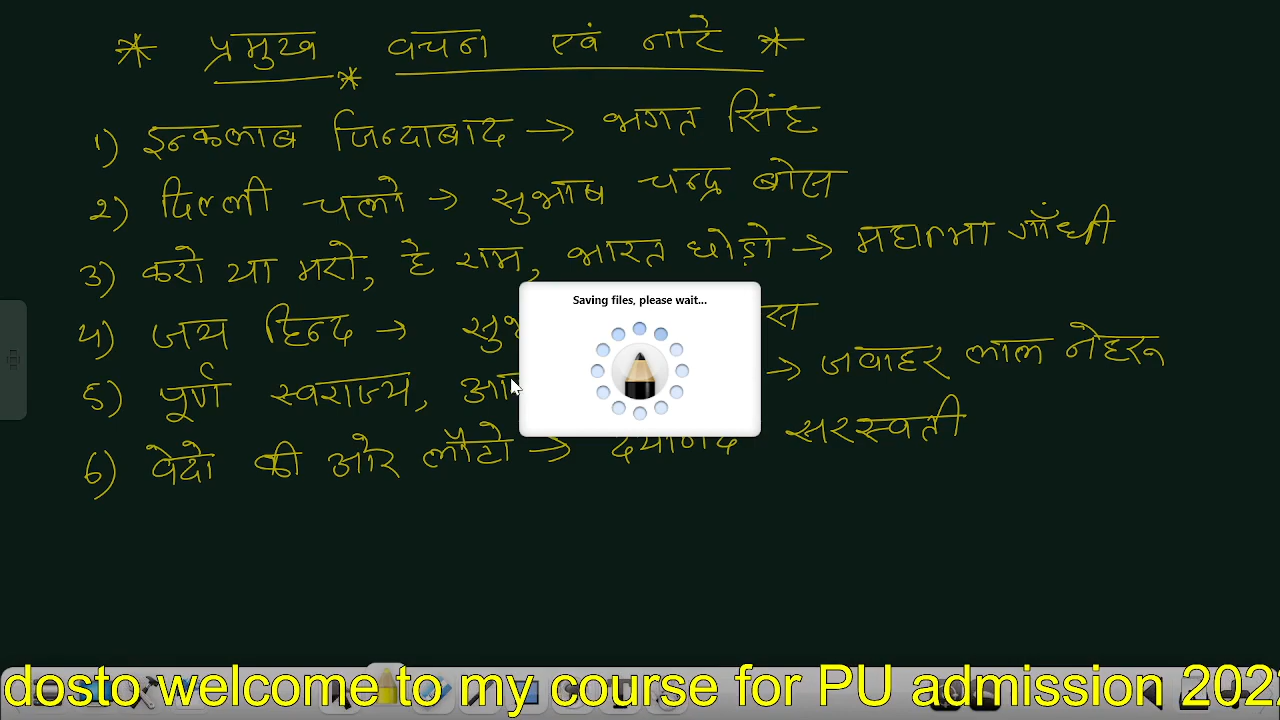 * प्रमुख वचन एवं नारे *
*
1) इन्कलाब जिन्दाबाद → भगत सिंह
2) दिल्ली चलो → सुभाष चन्द्र बोस
3) करो या मरो, हे राम, भारत छोड़ो → महात्मा गाँधी
4) जय हिन्द →
Saving files, please wait...
5) पूर्ण स्वराज्य, → जवाहर लाल नेहरू
6) वेदो की ओर लौटो → दयानंद सरस्वती
dosto welcome to my course for PU admission